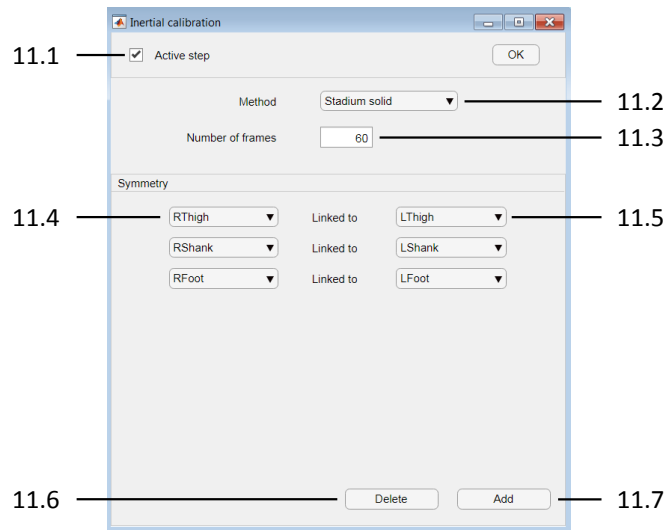 Inertial calibration
11.1 Active step OK
Method Stadium solid 11.2
Number of frames 60 11.3
Symmetry
11.4 RThigh Linked to LThigh 11.5
RShank Linked to LShank
RFoot Linked to LFoot
11.6 Delete Add 11.7